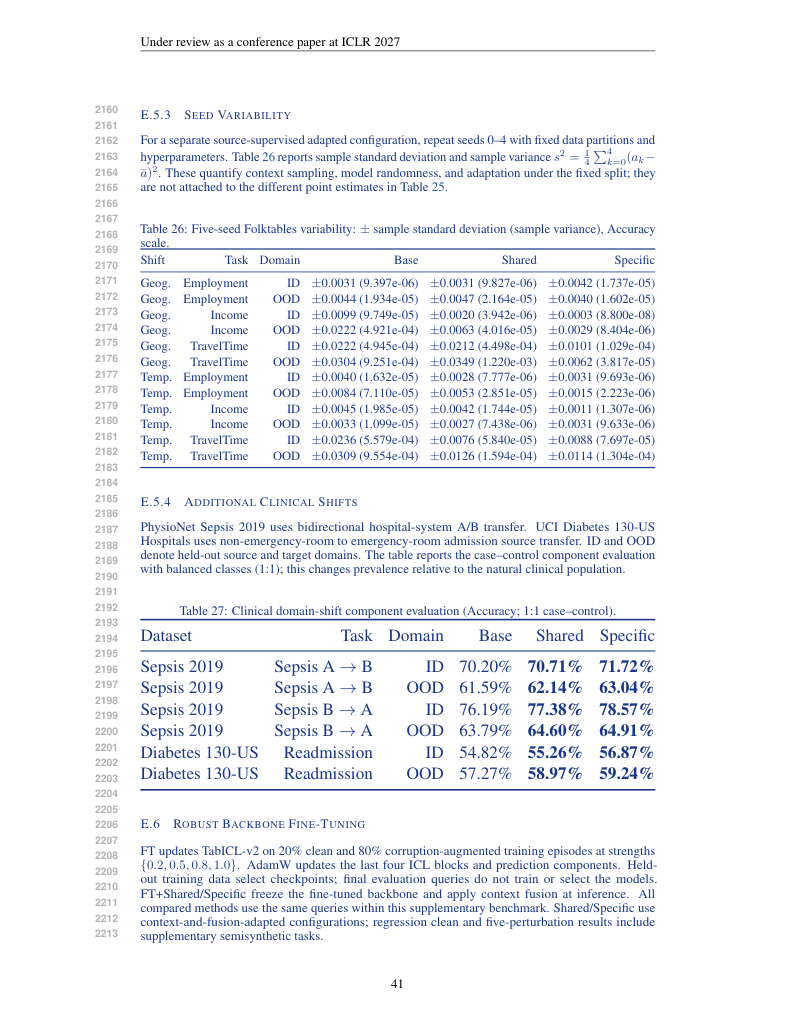 Under review as a conference paper at ICLR 2027
2160
2161
2162
2163
2164
2165
2166
2167
2168
2169
2170
2171
2172
2173
2174
2175
2176
2177
2178
2179
2180
2181
2182
2183
2184
2185
2186
2187
2188
2189
2190
2191
2192
2193
2194
2195
2196
2197
2198
2199
2200
2201
2202
2203
2204
2205
2206
2207
2208
2209
2210
2211
2212
2213
E.5.3 SEED VARIABILITY
For a separate source-supervised adapted configuration, repeat seeds 0–4 with fixed data partitions and
hyperparameters. Table 26 reports sample standard deviation and sample variance s² = 1/4 ∑⁴ₖ₌₀(aₖ −
ā)². These quantify context sampling, model randomness, and adaptation under the fixed split; they
are not attached to the different point estimates in Table 25.
Table 26: Five-seed Folktables variability: ± sample standard deviation (sample variance), Accuracy
scale.
Shift Task Domain Base Shared Specific
Geog. Employment ID ±0.0031 (9.397e-06) ±0.0031 (9.827e-06) ±0.0042 (1.737e-05)
Geog. Employment OOD ±0.0044 (1.934e-05) ±0.0047 (2.164e-05) ±0.0040 (1.602e-05)
Geog. Income ID ±0.0099 (9.749e-05) ±0.0020 (3.942e-06) ±0.0003 (8.800e-08)
Geog. Income OOD ±0.0222 (4.921e-04) ±0.0063 (4.016e-05) ±0.0029 (8.404e-06)
Geog. TravelTime ID ±0.0222 (4.945e-04) ±0.0212 (4.498e-04) ±0.0101 (1.029e-04)
Geog. TravelTime OOD ±0.0304 (9.251e-04) ±0.0349 (1.220e-03) ±0.0062 (3.817e-05)
Temp. Employment ID ±0.0040 (1.632e-05) ±0.0028 (7.777e-06) ±0.0031 (9.693e-06)
Temp. Employment OOD ±0.0084 (7.110e-05) ±0.0053 (2.851e-05) ±0.0015 (2.223e-06)
Temp. Income ID ±0.0045 (1.985e-05) ±0.0042 (1.744e-05) ±0.0011 (1.307e-06)
Temp. Income OOD ±0.0033 (1.099e-05) ±0.0027 (7.438e-06) ±0.0031 (9.633e-06)
Temp. TravelTime ID ±0.0236 (5.579e-04) ±0.0076 (5.840e-05) ±0.0088 (7.697e-05)
Temp. TravelTime OOD ±0.0309 (9.554e-04) ±0.0126 (1.594e-04) ±0.0114 (1.304e-04)
E.5.4 ADDITIONAL CLINICAL SHIFTS
PhysioNet Sepsis 2019 uses bidirectional hospital-system A/B transfer. UCI Diabetes 130-US
Hospitals uses non-emergency-room to emergency-room admission source transfer. ID and OOD
denote held-out source and target domains. The table reports the case–control component evaluation
with balanced classes (1:1); this changes prevalence relative to the natural clinical population.
Table 27: Clinical domain-shift component evaluation (Accuracy; 1:1 case–control).
Dataset Task Domain Base Shared Specific
Sepsis 2019 Sepsis A → B ID 70.20% 70.71% 71.72%
Sepsis 2019 Sepsis A → B OOD 61.59% 62.14% 63.04%
Sepsis 2019 Sepsis B → A ID 76.19% 77.38% 78.57%
Sepsis 2019 Sepsis B → A OOD 63.79% 64.60% 64.91%
Diabetes 130-US Readmission ID 54.82% 55.26% 56.87%
Diabetes 130-US Readmission OOD 57.27% 58.97% 59.24%
E.6 ROBUST BACKBONE FINE-TUNING
FT updates TabICL-v2 on 20% clean and 80% corruption-augmented training episodes at strengths
{0.2, 0.5, 0.8, 1.0}. AdamW updates the last four ICL blocks and prediction components. Held-
out training data select checkpoints; final evaluation queries do not train or select the models.
FT+Shared/Specific freeze the fine-tuned backbone and apply context fusion at inference. All
compared methods use the same queries within this supplementary benchmark. Shared/Specific use
context-and-fusion-adapted configurations; regression clean and five-perturbation results include
supplementary semisynthetic tasks.
41